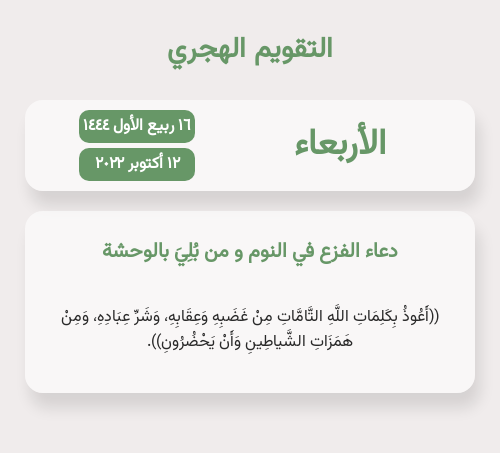 التقويم الهجري
الأربعاء
١٦ ربيع الأول ١٤٤٤
١٢ أكتوبر ٢٠٢٢
دعاء الفزع في النوم و من بُلِيَ بالوحشة
((أَعُوذُ بِكَلِمَاتِ اللَّهِ التَّامَّاتِ مِنْ غَضَبِهِ وَعِقَابِهِ، وَشَرِّ عِبَادِهِ، وَمِنْ
هَمَزَاتِ الشَّياطِينِ وَأَنْ يَحْضُرُونِ)).